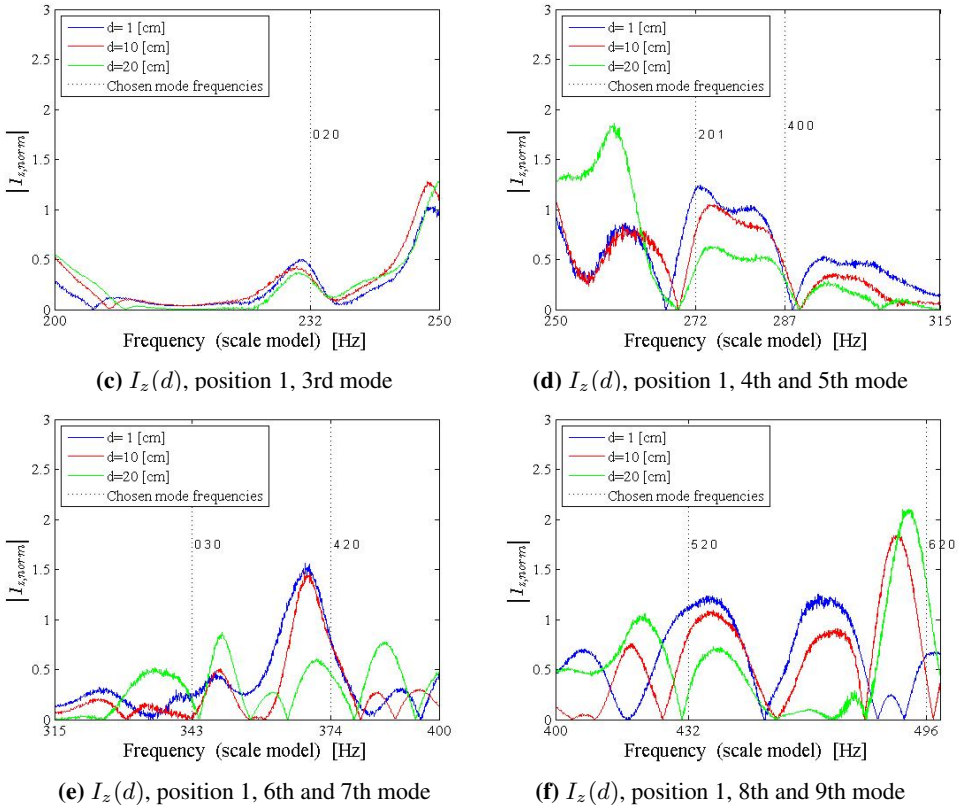 3
2.5
2
1.5
1
0.5
0
d= 1 [cm]
d=10 [cm]
d=20 [cm]
Chosen mode frequencies
0 2 0
| I_{z,norm} |
200 232 250
Frequency (scale model) [Hz]
(c) I_z(d), position 1, 3rd mode
3
2.5
2
1.5
1
0.5
0
d= 1 [cm]
d=10 [cm]
d=20 [cm]
Chosen mode frequencies
2 0 1 4 0 0
| I_{z,norm} |
250 272 287 315
Frequency (scale model) [Hz]
(d) I_z(d), position 1, 4th and 5th mode
3
2.5
2
1.5
1
0.5
0
d= 1 [cm]
d=10 [cm]
d=20 [cm]
Chosen mode frequencies
0 3 0 4 2 0
| I_{z,norm} |
315 343 374 400
Frequency (scale model) [Hz]
(e) I_z(d), position 1, 6th and 7th mode
3
2.5
2
1.5
1
0.5
0
d= 1 [cm]
d=10 [cm]
d=20 [cm]
Chosen mode frequencies
5 2 0 6 2 0
| I_{z,norm} |
400 432 496
Frequency (scale model) [Hz]
(f) I_z(d), position 1, 8th and 9th mode